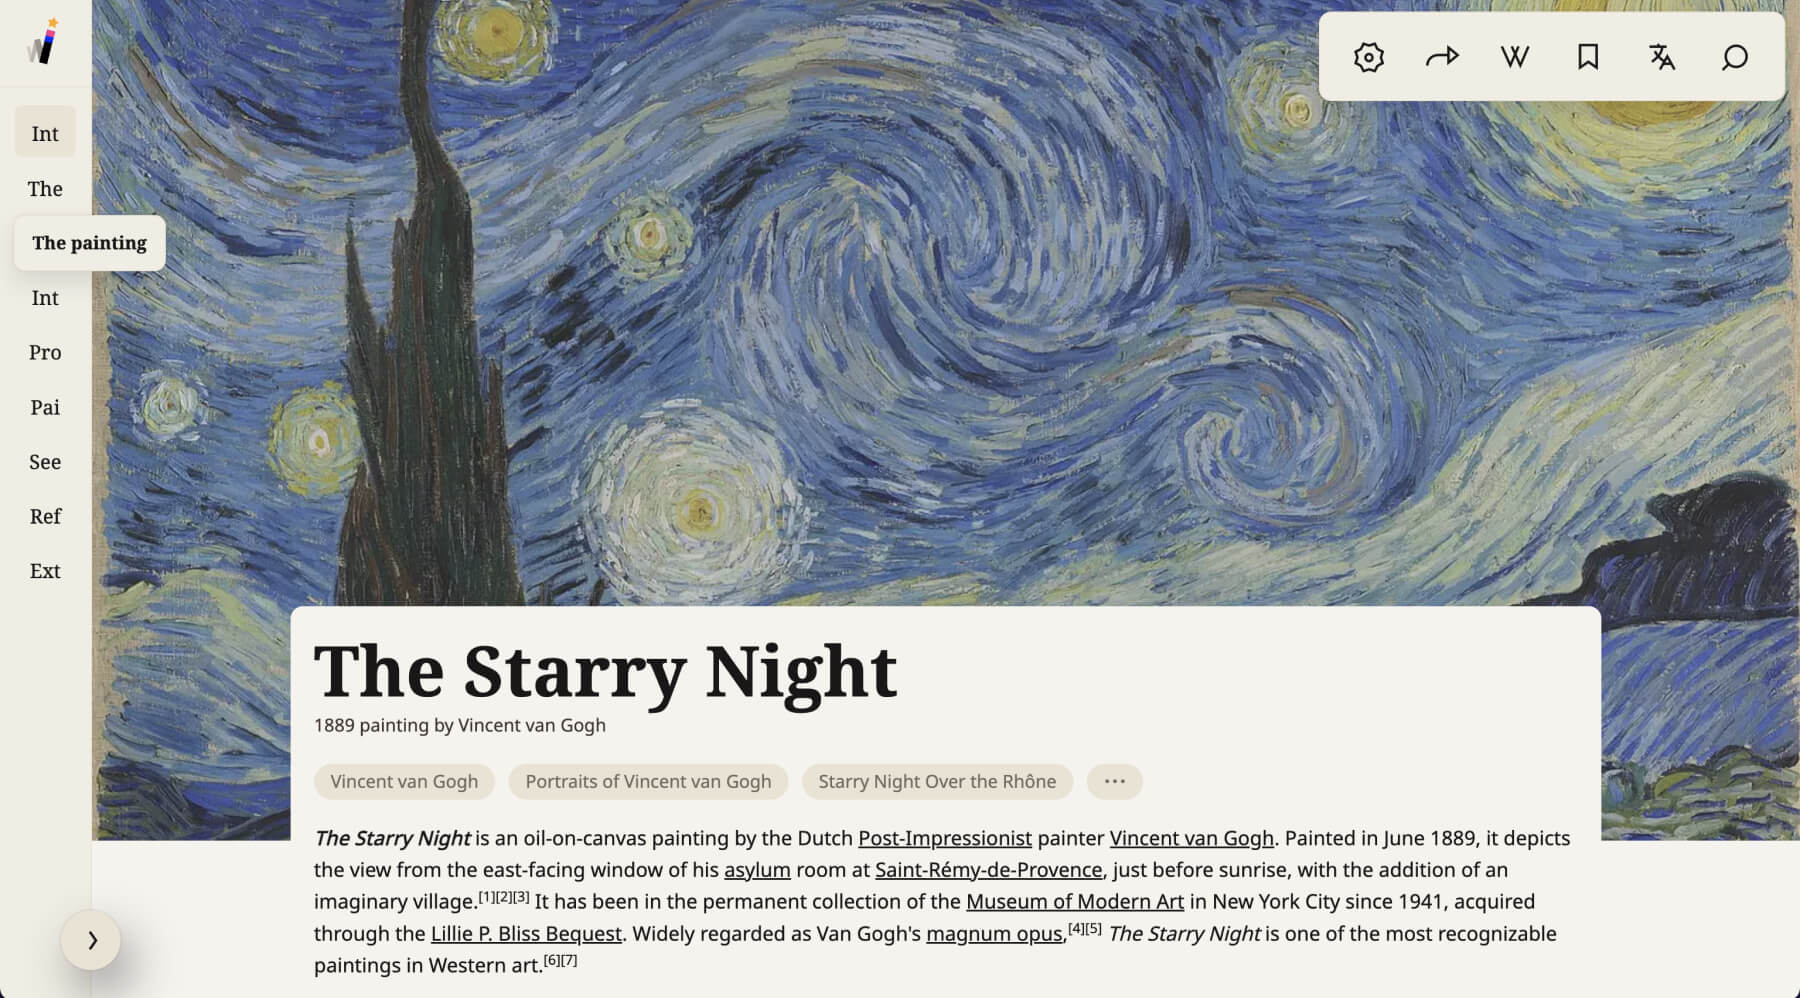 Int
The
The painting
Int
Pro
Pai
See
Ref
Ext
The Starry Night
1889 painting by Vincent van Gogh
Vincent van Gogh
Portraits of Vincent van Gogh
Starry Night Over the Rhône
The Starry Night is an oil-on-canvas painting by the Dutch Post-Impressionist painter Vincent van Gogh. Painted in June 1889, it depicts
the view from the east-facing window of his asylum room at Saint-Rémy-de-Provence, just before sunrise, with the addition of an
imaginary village.[1][2][3] It has been in the permanent collection of the Museum of Modern Art in New York City since 1941, acquired
through the Lillie P. Bliss Bequest. Widely regarded as Van Gogh's magnum opus,[4][5] The Starry Night is one of the most recognizable
paintings in Western art.[6][7]